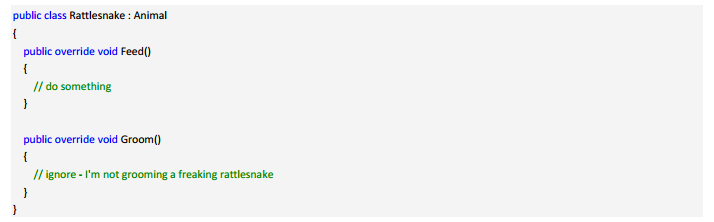 public class Rattlesnake : Animal
{
public override void Feed()
{
// do something
}
public override void Groom()
{
// ignore - I'm not grooming a freaking rattlesnake
}
}